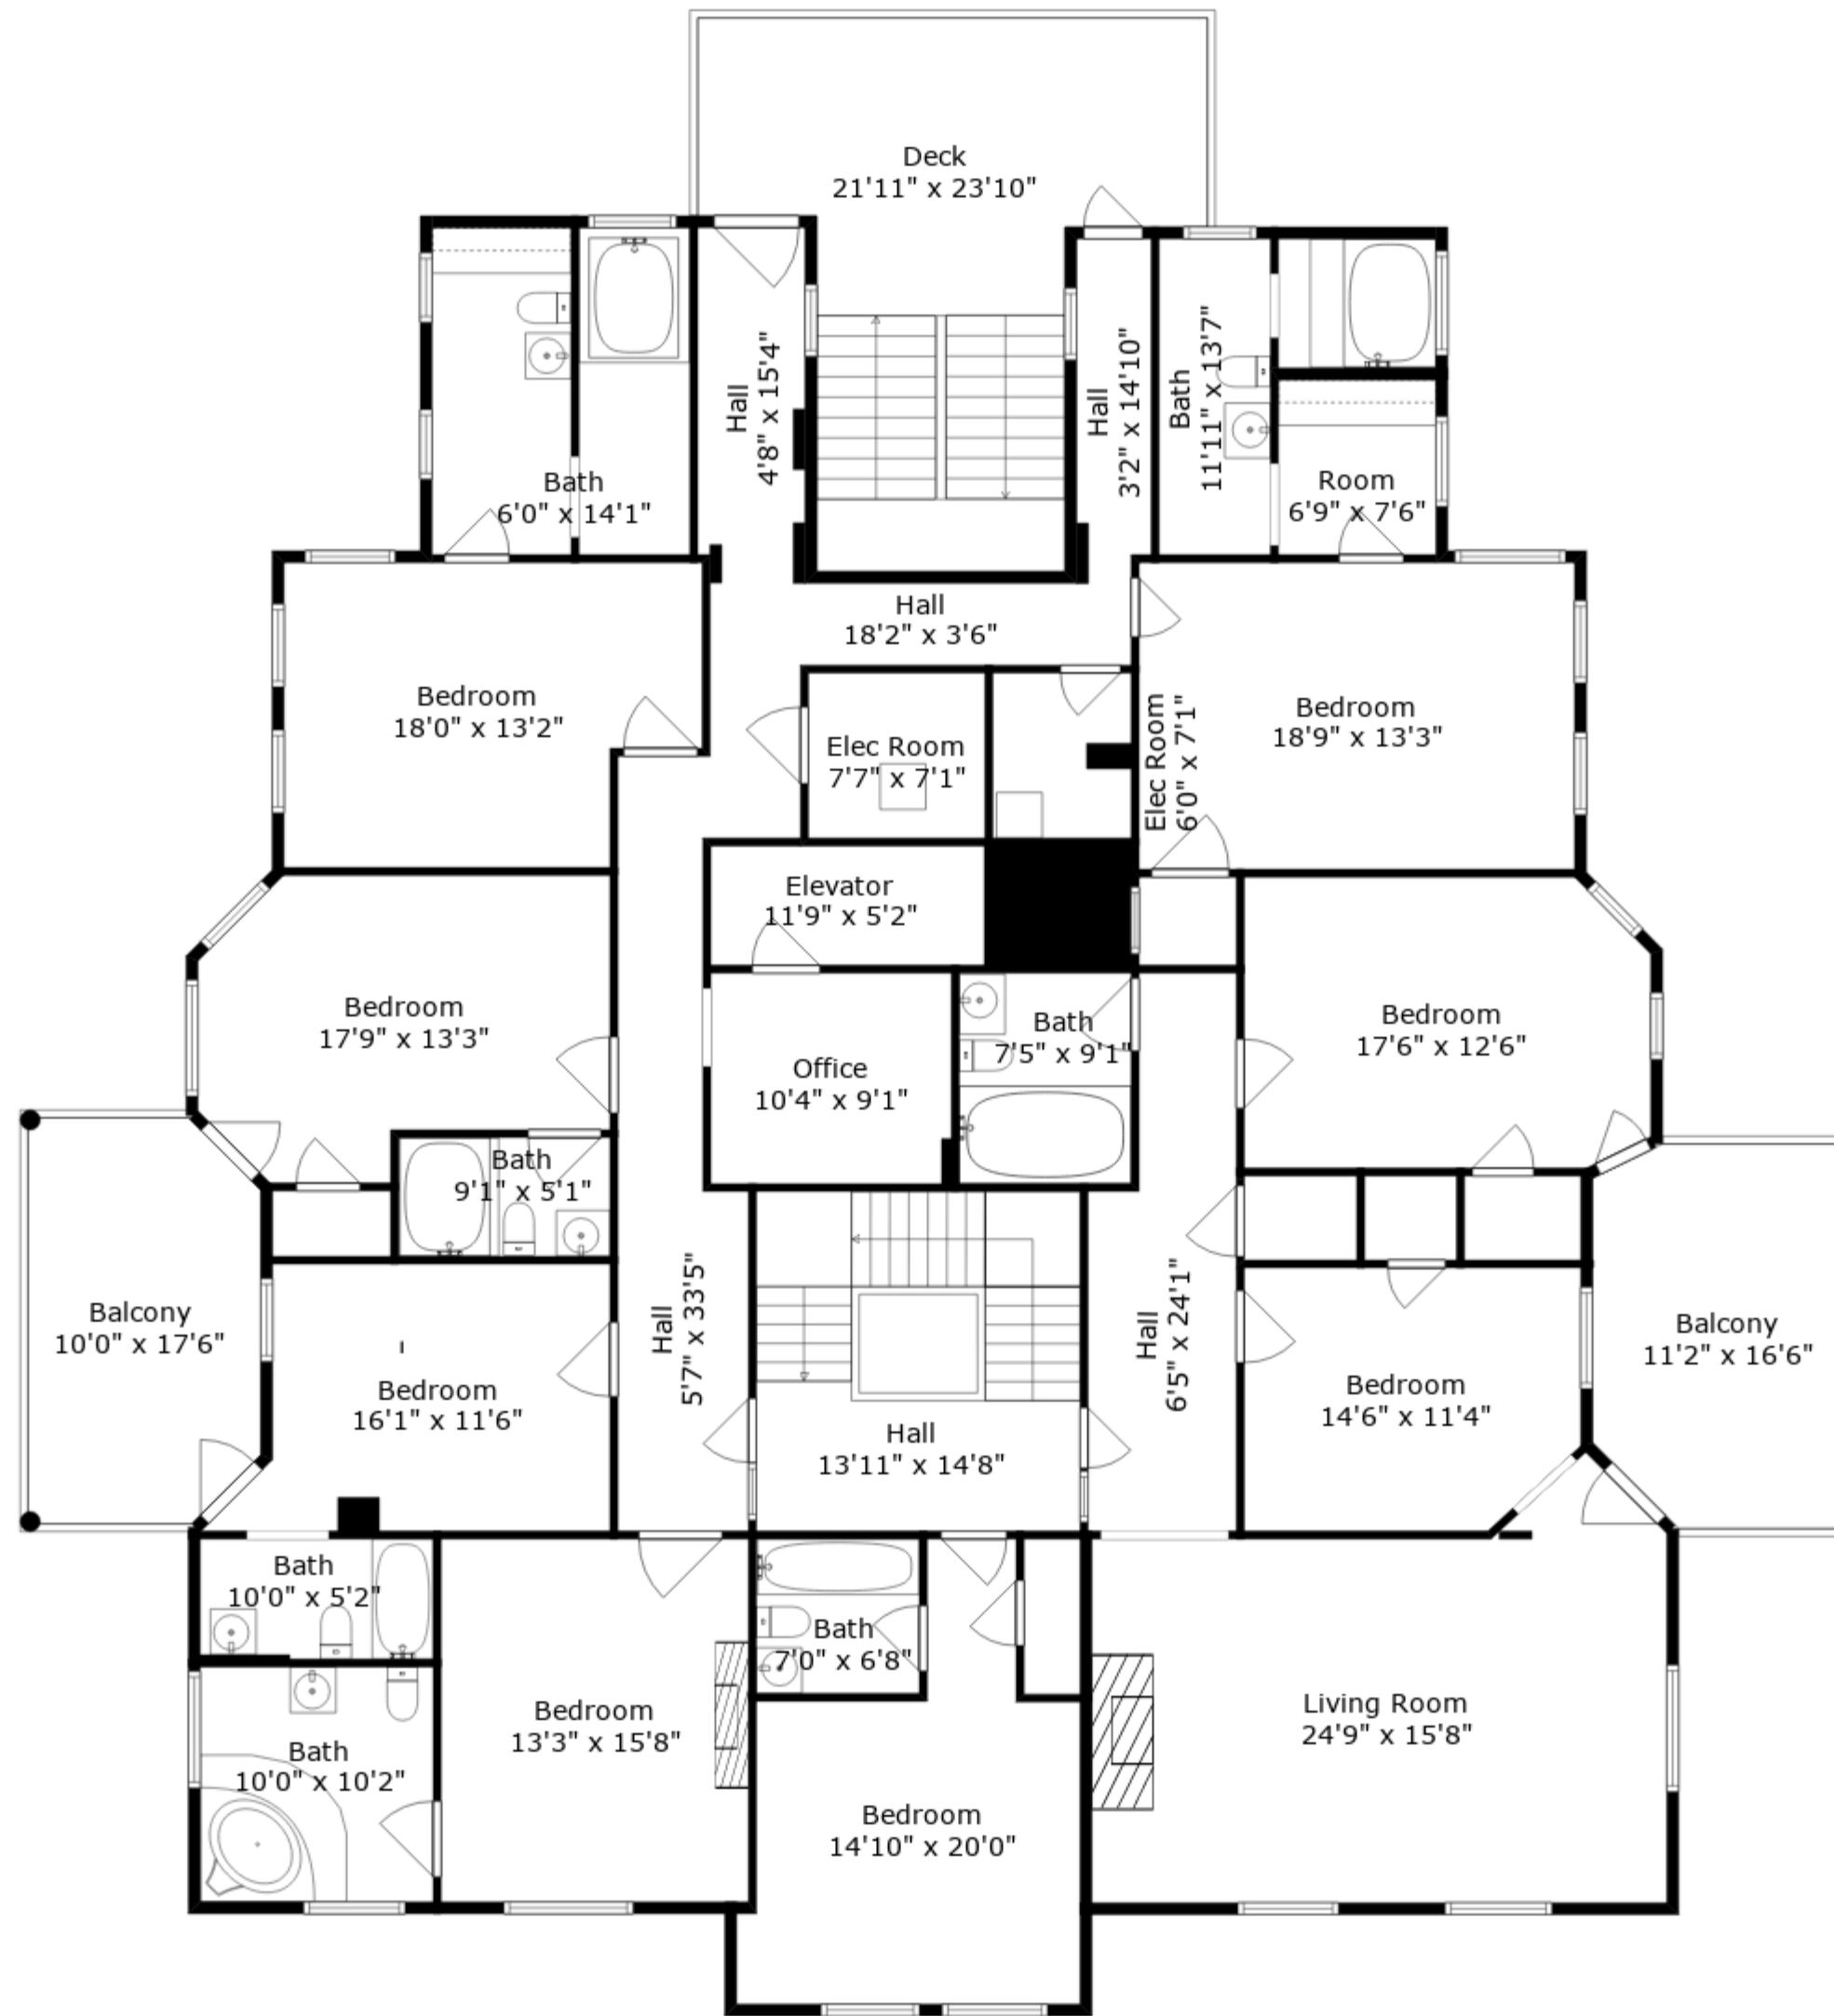 Deck
21'11" x 23'10"
Hall
4'8" x 15'4"
Hall
3'2" x 14'10"
Bath
11'11" x 13'7"
Bath
6'0" x 14'1"
Room
6'9" x 7'6"
Hall
18'2" x 3'6"
Bedroom
18'0" x 13'2"
Elec Room
7'7" x 7'1"
Elec Room
6'0" x 7'1"
Bedroom
18'9" x 13'3"
Elevator
11'9" x 5'2"
Bedroom
17'9" x 13'3"
Office
10'4" x 9'1"
Bath
7'5" x 9'1"
Bedroom
17'6" x 12'6"
Bath
9'1" x 5'1"
Balcony
10'0" x 17'6"
Bedroom
16'1" x 11'6"
Hall
5'7" x 33'5"
Hall
13'11" x 14'8"
Hall
6'5" x 24'1"
Bedroom
14'6" x 11'4"
Balcony
11'2" x 16'6"
Bath
10'0" x 5'2"
Bath
10'0" x 10'2"
Bedroom
13'3" x 15'8"
Bath
7'0" x 6'8"
Bedroom
14'10" x 20'0"
Living Room
24'9" x 15'8"